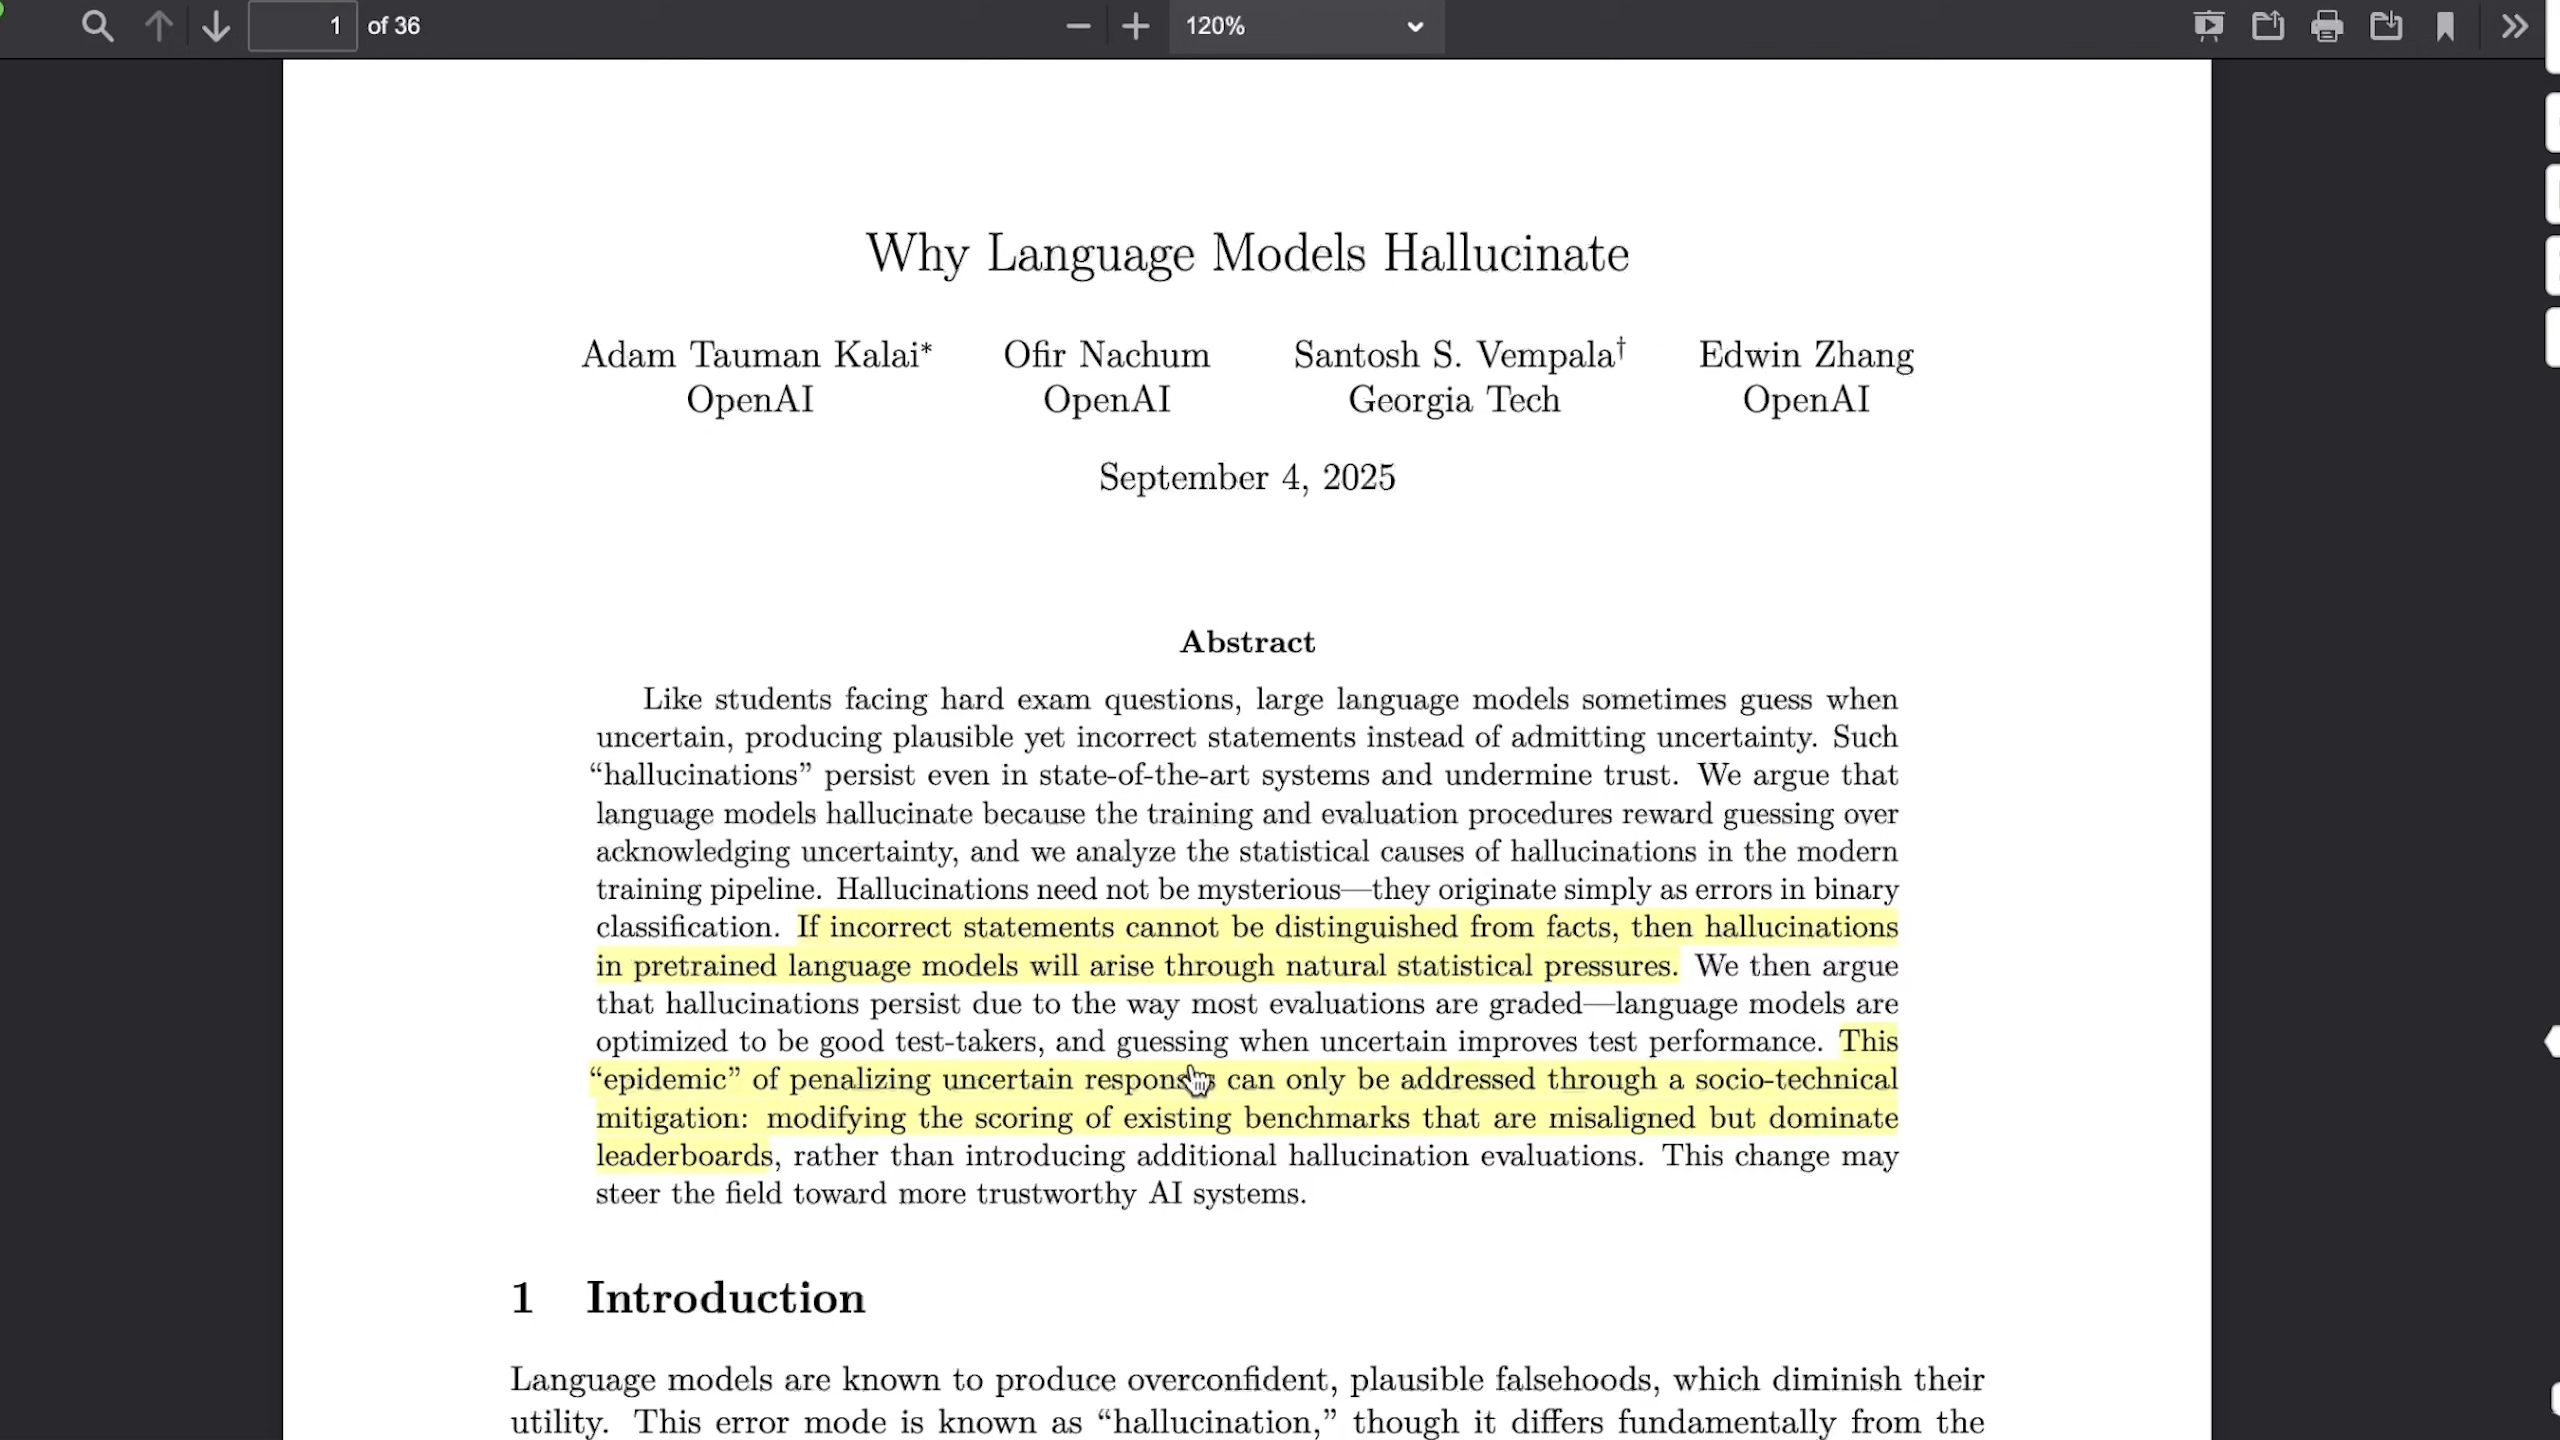 1 of 36 120%
Why Language Models Hallucinate
Adam Tauman Kalai* Ofir Nachum Santosh S. Vempala† Edwin Zhang
OpenAI OpenAI Georgia Tech OpenAI
September 4, 2025
Abstract
Like students facing hard exam questions, large language models sometimes guess when
uncertain, producing plausible yet incorrect statements instead of admitting uncertainty. Such
“hallucinations” persist even in state-of-the-art systems and undermine trust. We argue that
language models hallucinate because the training and evaluation procedures reward guessing over
acknowledging uncertainty, and we analyze the statistical causes of hallucinations in the modern
training pipeline. Hallucinations need not be mysterious—they originate simply as errors in binary
classification. If incorrect statements cannot be distinguished from facts, then hallucinations
in pretrained language models will arise through natural statistical pressures. We then argue
that hallucinations persist due to the way most evaluations are graded—language models are
optimized to be good test-takers, and guessing when uncertain improves test performance. This
“epidemic” of penalizing uncertain responses can only be addressed through a socio-technical
mitigation: modifying the scoring of existing benchmarks that are misaligned but dominate
leaderboards, rather than introducing additional hallucination evaluations. This change may
steer the field toward more trustworthy AI systems.
1 Introduction
Language models are known to produce overconfident, plausible falsehoods, which diminish their
utility. This error mode is known as “hallucination,” though it differs fundamentally from the